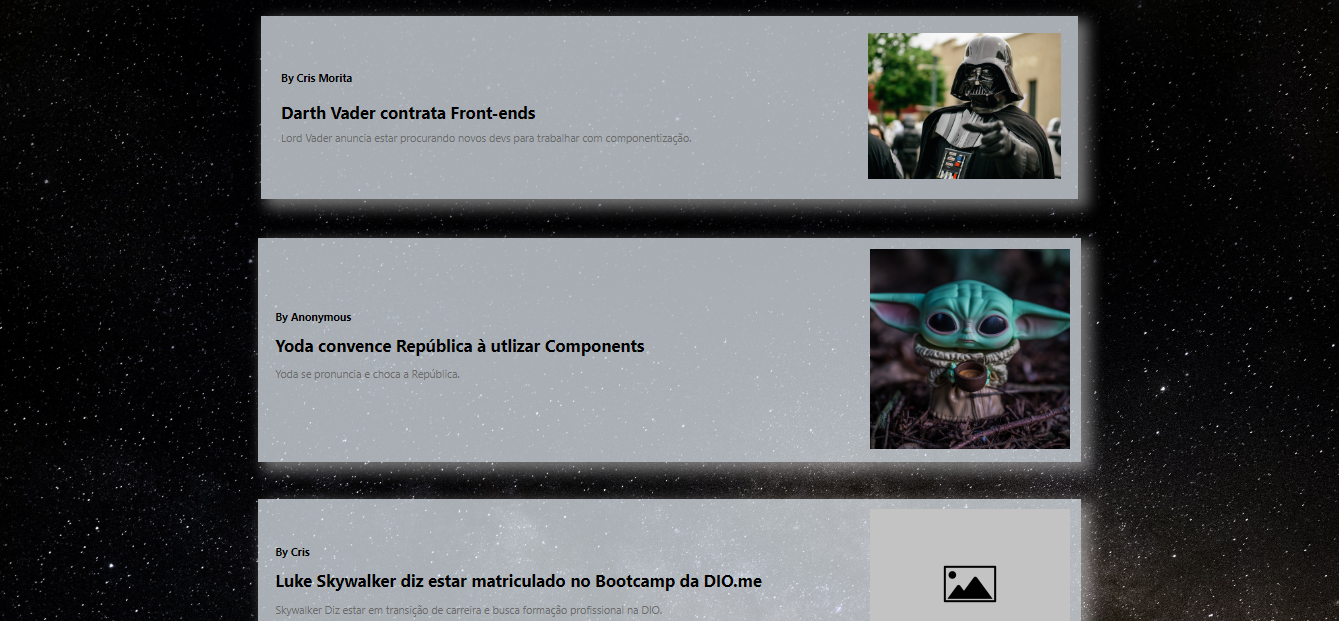 By Cris Morita
Darth Vader contrata Front-ends
Lord Vader anuncia estar procurando novos devs para trabalhar com componentização.
By Anonymous
Yoda convence República à utlizar Components
Yoda se pronuncia e choca a República.
By Cris
Luke Skywalker diz estar matriculado no Bootcamp da DIO.me
Skywalker Diz estar em transição de carreira e busca formação profissional na DIO.